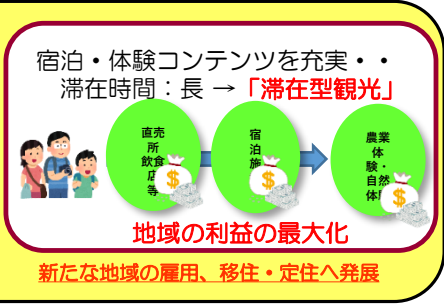 宿泊・体験コンテンツを充実・・
滞在時間：長 →「滞在型観光」
直売
所
飲食
店
等
宿
泊
施
農業
体
験・
自然
体
地域の利益の最大化
新たな地域の雇用、移住・定住へ発展